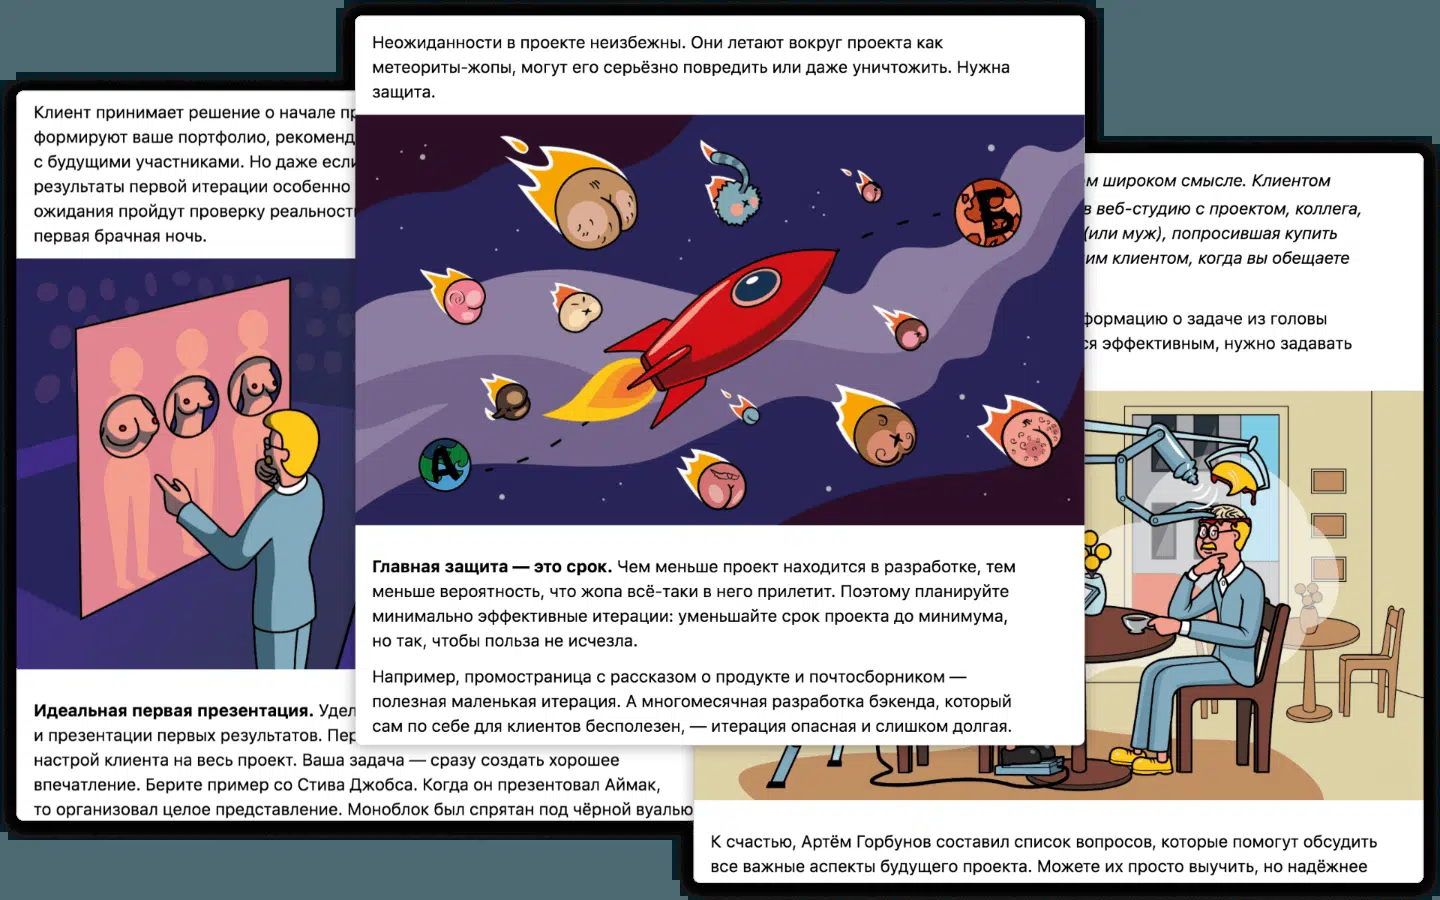 Клиент принимает решение о начале
формируют ваше портфолио,
с будущими участниками. Но даже если
результаты первой итерации особенно
ожидания пройдут проверку
первая брачная ночь.
Идеальная первая презентация.
и презентации первых результатов.
настрой клиента на весь проект. Ваша задача — сразу создать хорошее
впечатление. Берите пример со Стива Джобса. Когда он презентовал Аймак,
то организовал целое представление. Моноблок был спрятан под чёрной вуалью
Неожиданности в проекте неизбежны. Они летают вокруг проекта как
метеориты-жопы, могут его серьёзно повредить или даже уничтожить. Нужна
защита.
Б
А
Главная защита — это срок. Чем меньше проект находится в разработке, тем
меньше вероятность, что жопа всё-таки в него прилетит. Поэтому планируйте
минимально эффективные итерации: уменьшайте срок проекта до минимума,
но так, чтобы польза не исчезла.
Например, промостраница с рассказом о продукте и почтосборником —
полезная маленькая итерация. А многомесячная разработка бэкенда, который
сам по себе для клиентов бесполезен, — итерация опасная и слишком долгая.
широком смысле. Клиентом
в веб-студию с проектом, коллега,
(или муж), попросившая купить
клиентом, когда вы обещаете
о задаче из головы
эффективным, нужно задавать
К счастью, Артём Горбунов составил список вопросов, которые помогут обсудить
все важные аспекты будущего проекта. Можете их просто выучить, но надёжнее